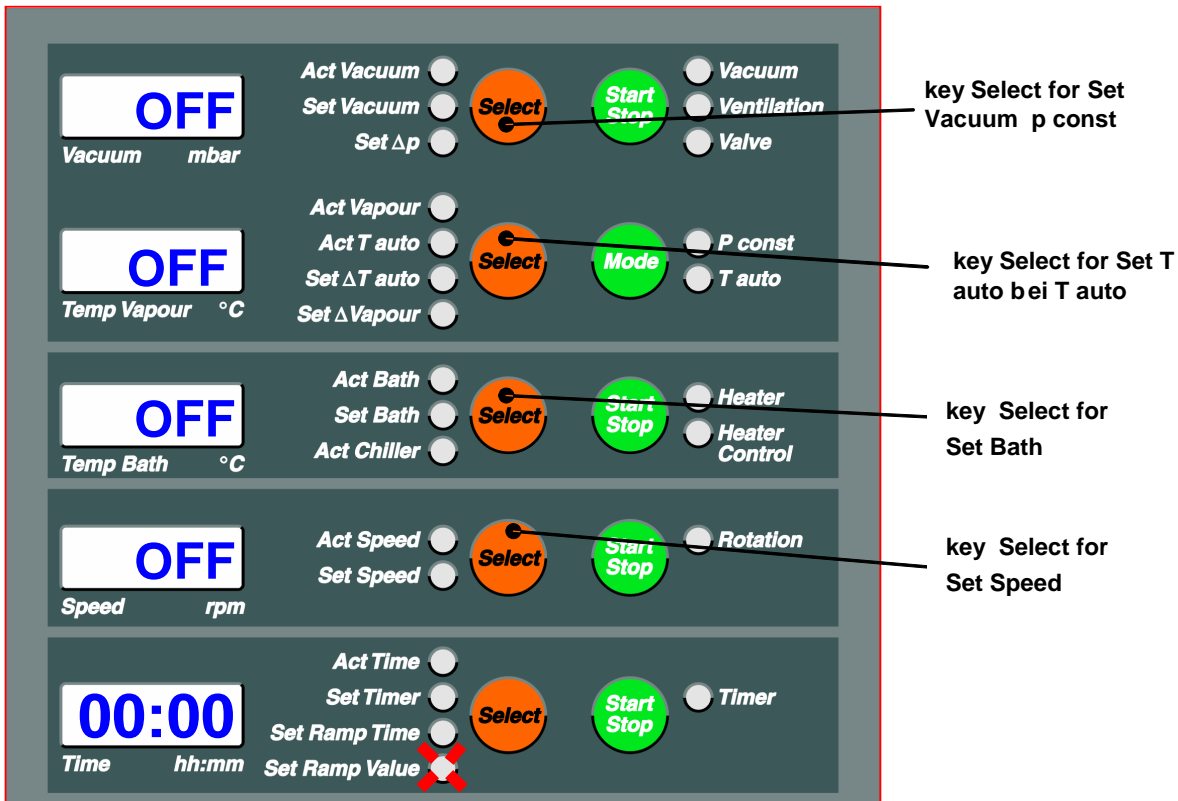 OFF
Vacuum mbar
Act Vacuum
Set Vacuum
Set Δp
Select
Start
Stop
Vacuum
Ventilation
Valve
key Select for Set
Vacuum p const
OFF
Temp Vapour °C
Act Vapour
Act T auto
Set ΔT auto
Set ΔVapour
Select
Mode
P const
T auto
key Select for Set T
auto bei T auto
OFF
Temp Bath °C
Act Bath
Set Bath
Act Chiller
Select
Start
Stop
Heater
Heater
Control
key Select for
Set Bath
OFF
Speed rpm
Act Speed
Set Speed
Select
Start
Stop
Rotation
key Select for
Set Speed
00:00
Time hh:mm
Act Time
Set Timer
Set Ramp Time
Set Ramp Value
Select
Start
Stop
Timer